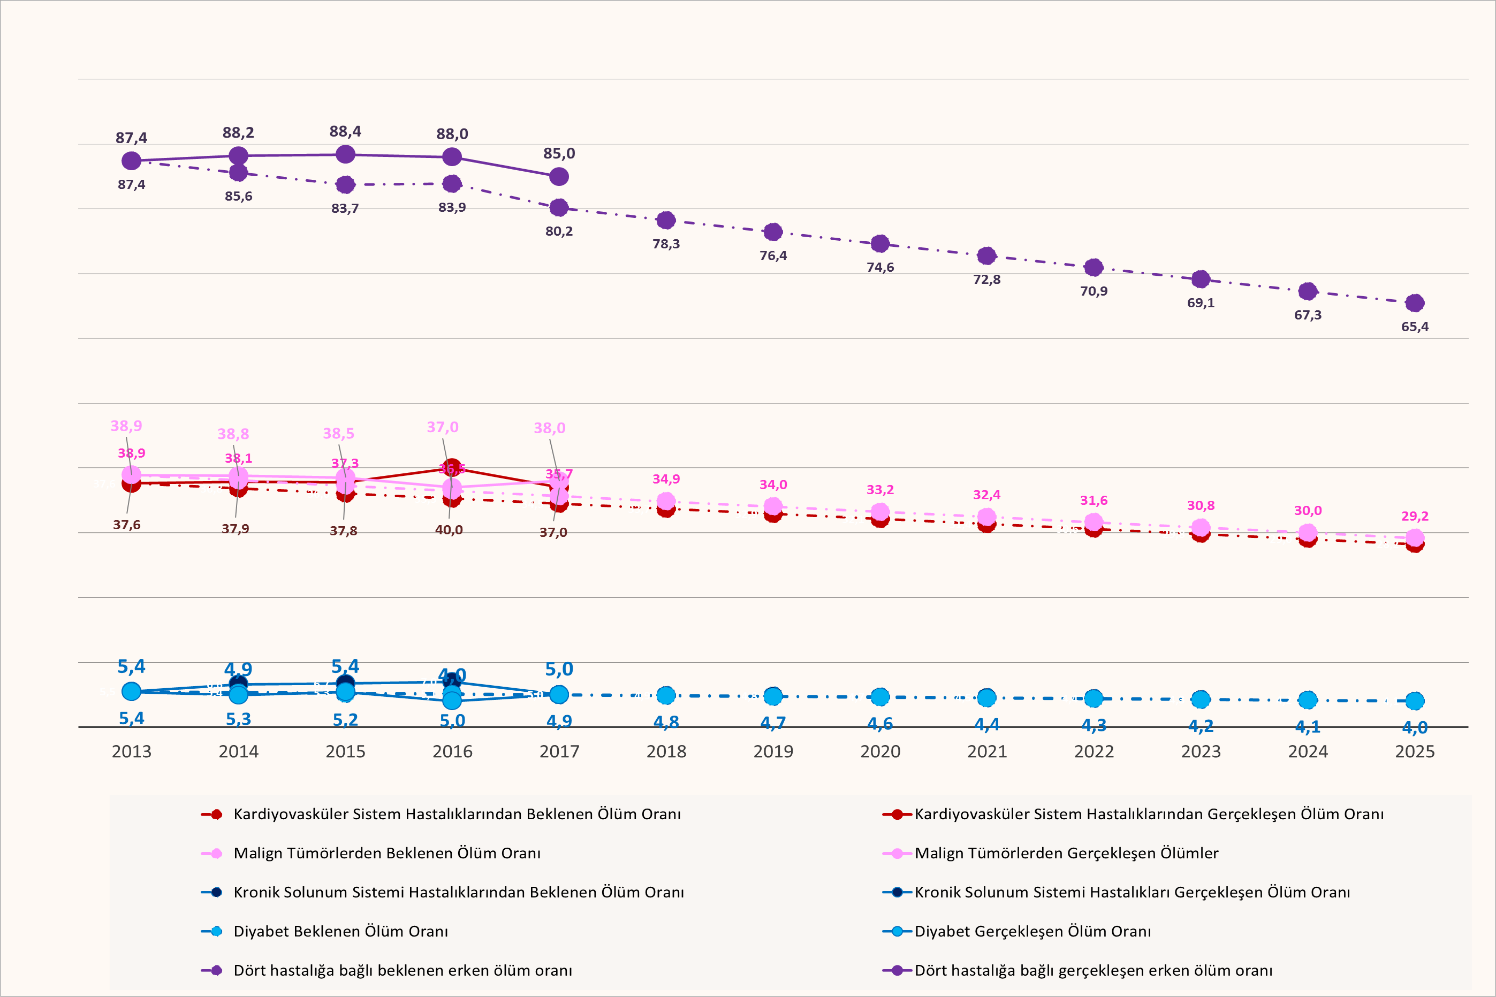 87,4 88,2 88,4 88,0 85,0
87,4 85,6 83,7 83,9 80,2 78,3 76,4 74,6 72,8 70,9 69,1 67,3 65,4
38,9 38,8 38,5 37,0 38,0
38,9 38,1 37,3 36,5 35,7 34,9 34,0 33,2 32,4 31,6 30,8 30,0 29,2
37,6 37,9 37,8 40,0 37,0
5,4 4,9 5,4 4,0 5,0
5,4 5,3 5,2 5,0 4,9 4,8 4,7 4,6 4,4 4,3 4,2 4,1 4,0
2013 2014 2015 2016 2017 2018 2019 2020 2021 2022 2023 2024 2025
Kardiyovasküler Sistem Hastalıklarından Beklenen Ölüm Oranı Kardiyovasküler Sistem Hastalıklarından Gerçekleşen Ölüm Oranı
Malign Tümörlerden Beklenen Ölüm Oranı Malign Tümörlerden Gerçekleşen Ölümler
Kronik Solunum Sistemi Hastalıklarından Beklenen Ölüm Oranı Kronik Solunum Sistemi Hastalıkları Gerçekleşen Ölüm Oranı
Diyabet Beklenen Ölüm Oranı Diyabet Gerçekleşen Ölüm Oranı
Dört hastalığa bağlı beklenen erken ölüm oranı Dört hastalığa bağlı gerçekleşen erken ölüm oranı